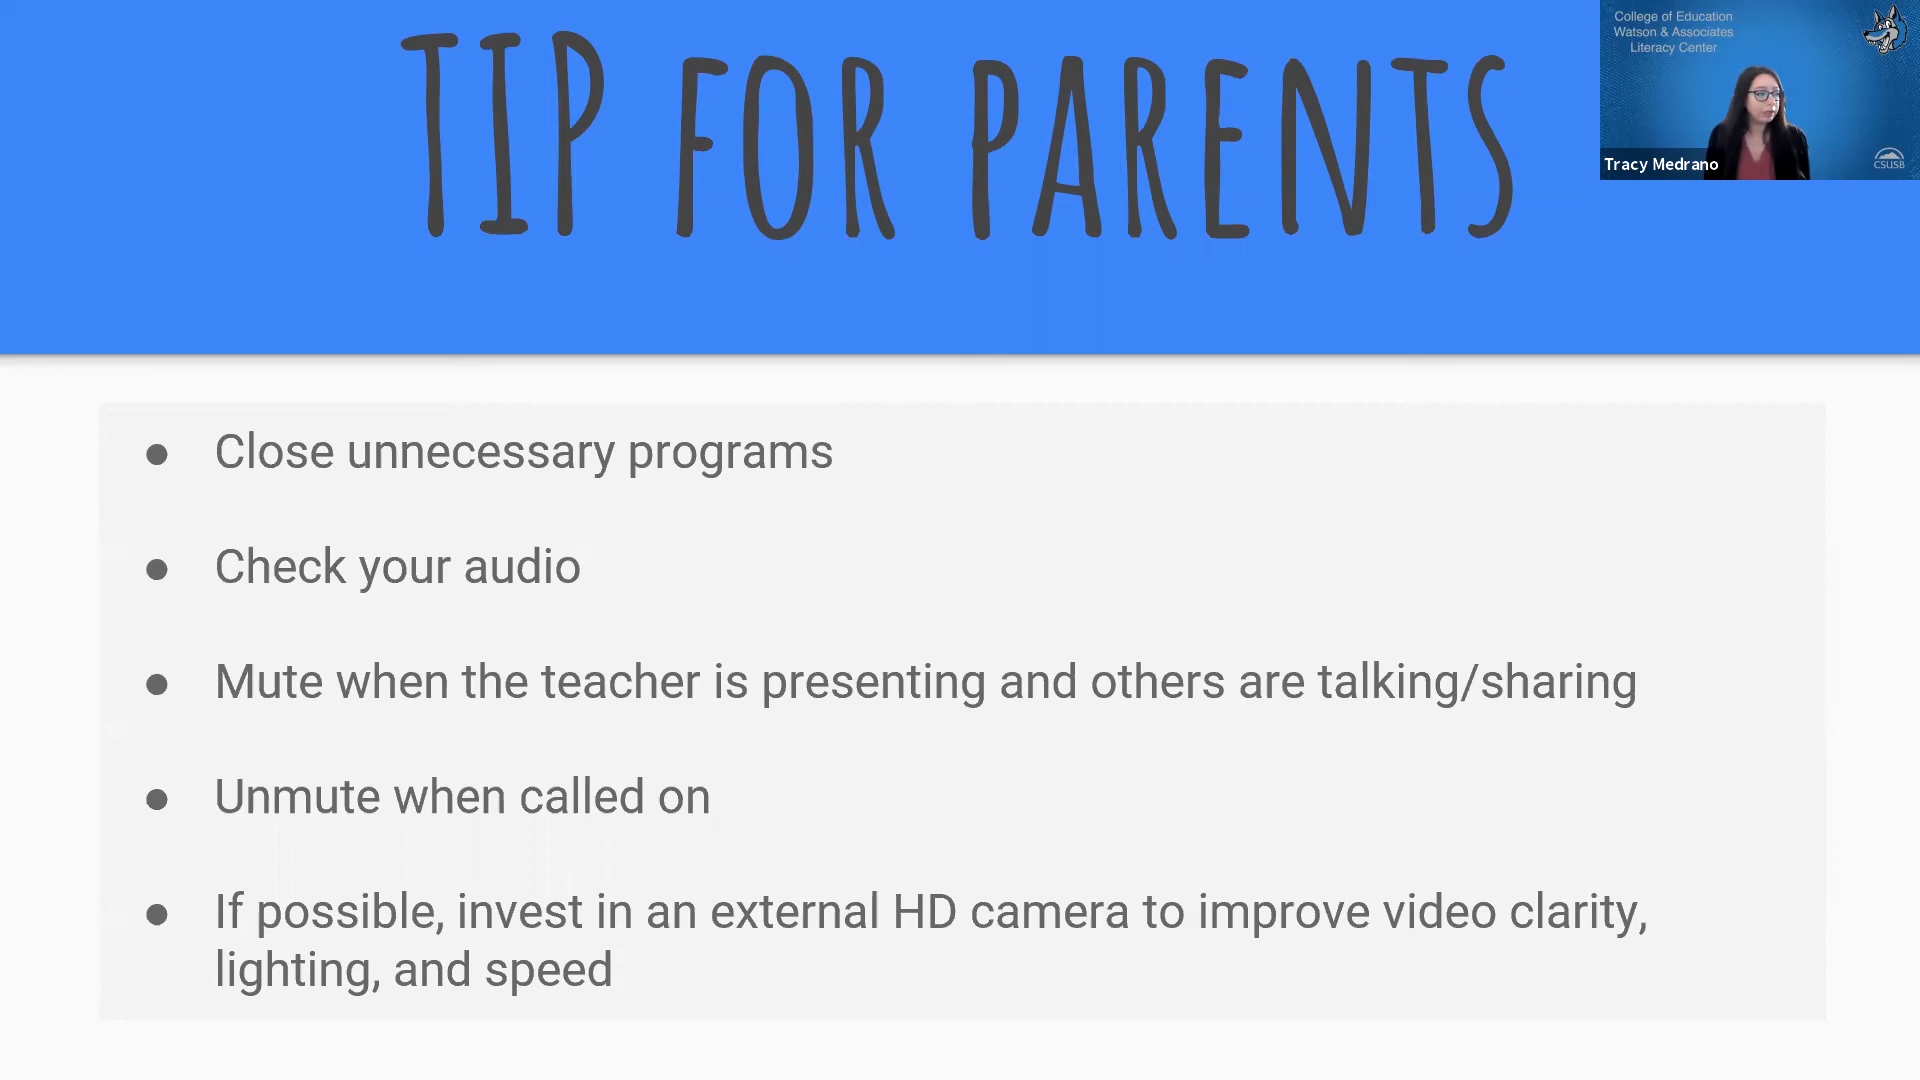 TIP FOR PARENTS
College of Education
Watson & Associates
Literacy Center
Tracy Medrano
CSUSB
● Close unnecessary programs
● Check your audio
● Mute when the teacher is presenting and others are talking/sharing
● Unmute when called on
● If possible, invest in an external HD camera to improve video clarity,
lighting, and speed